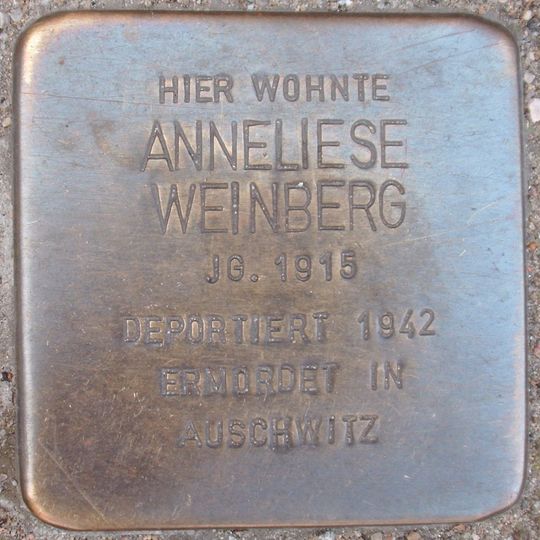 HIER WOHNTE
ANNELIESE
WEINBERG
JG. 1915
DEPORTIERT 1942
ERMORDET IN
AUSCHWITZ